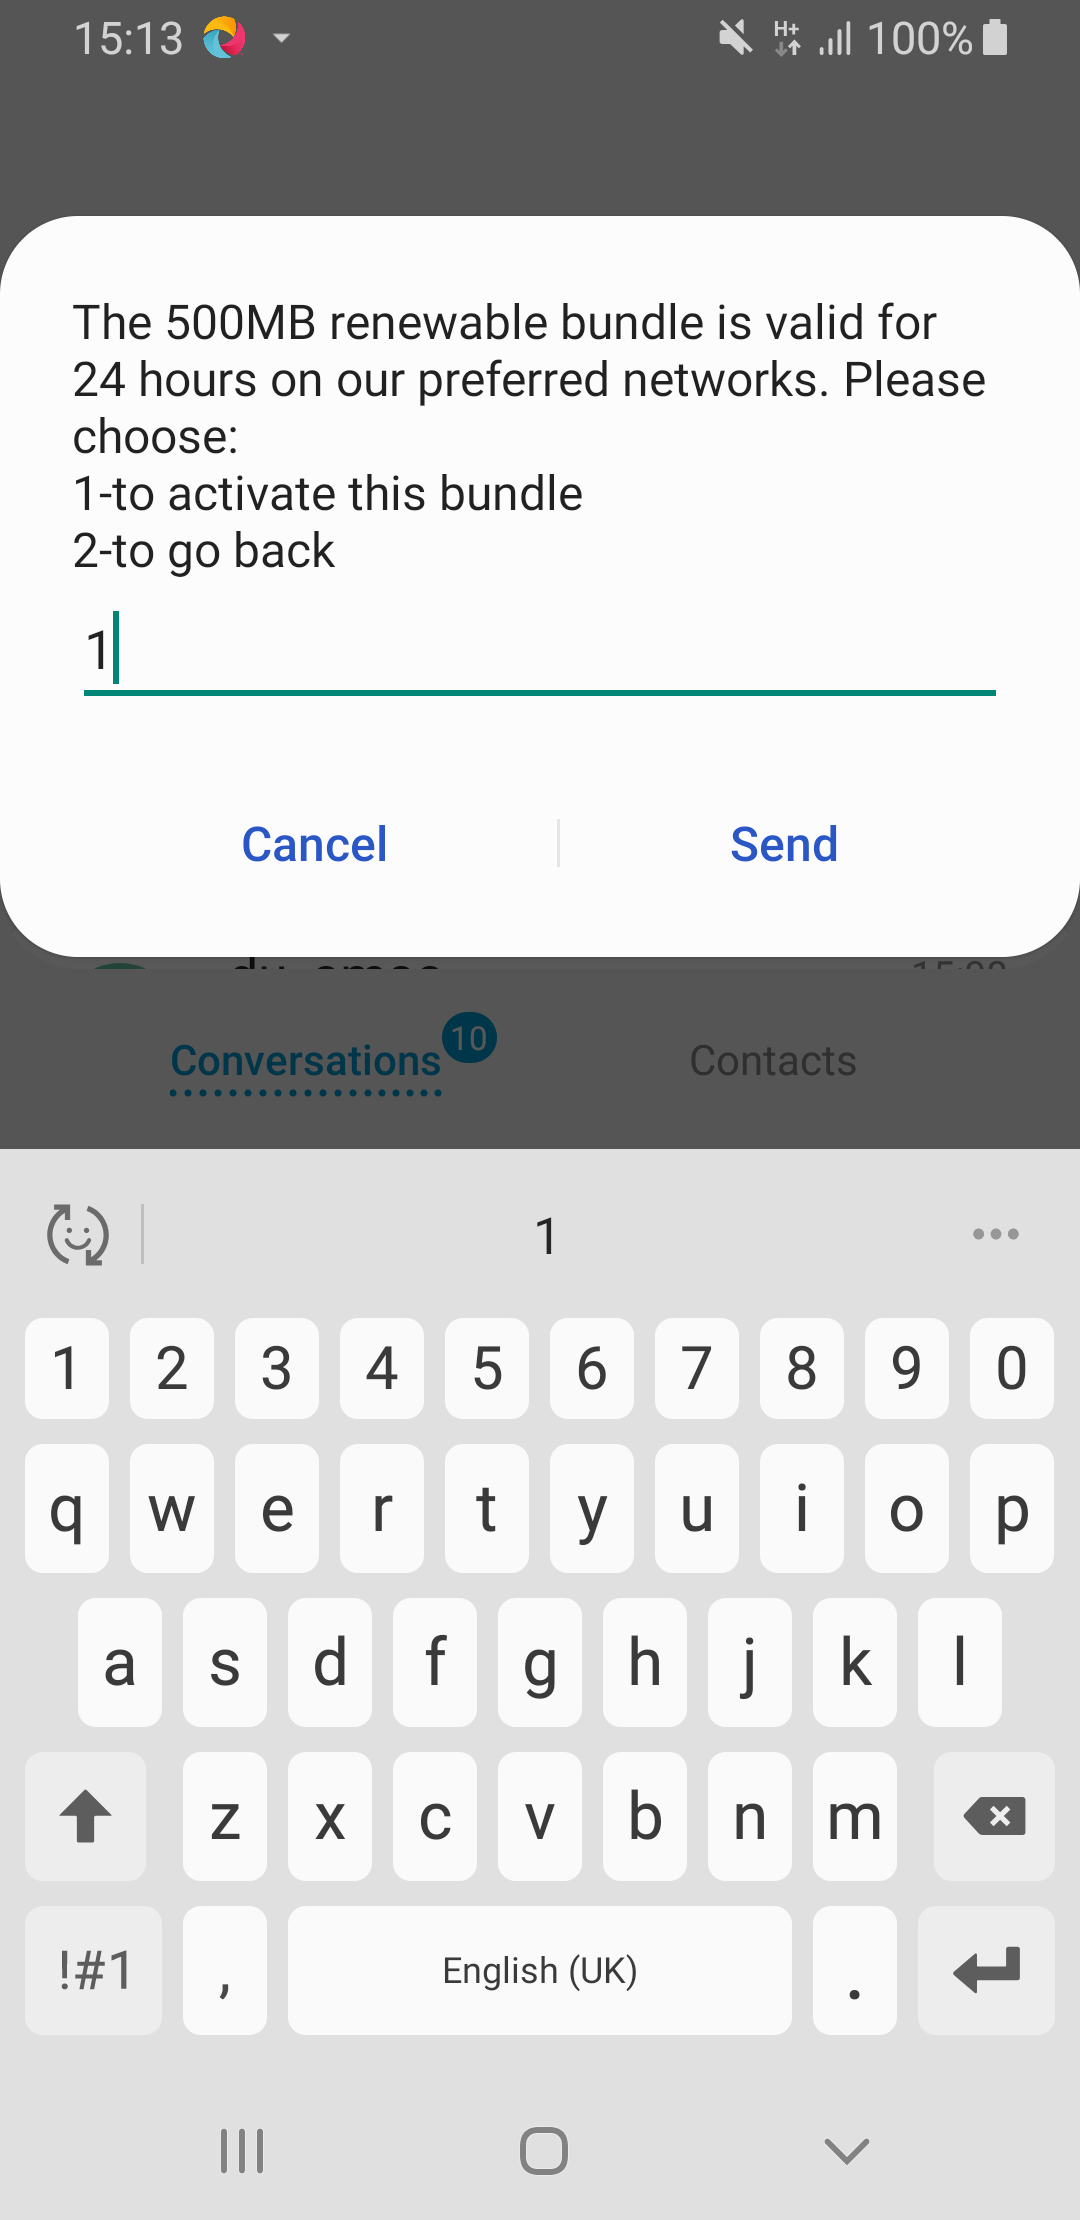 15:13 H+ 100%
The 500MB renewable bundle is valid for
24 hours on our preferred networks. Please
choose:
1-to activate this bundle
2-to go back
1
Cancel Send
Conversations 10 Contacts
1
1 2 3 4 5 6 7 8 9 0
q w e r t y u i o p
a s d f g h j k l
z x c v b n m
!#1 , English (UK) .